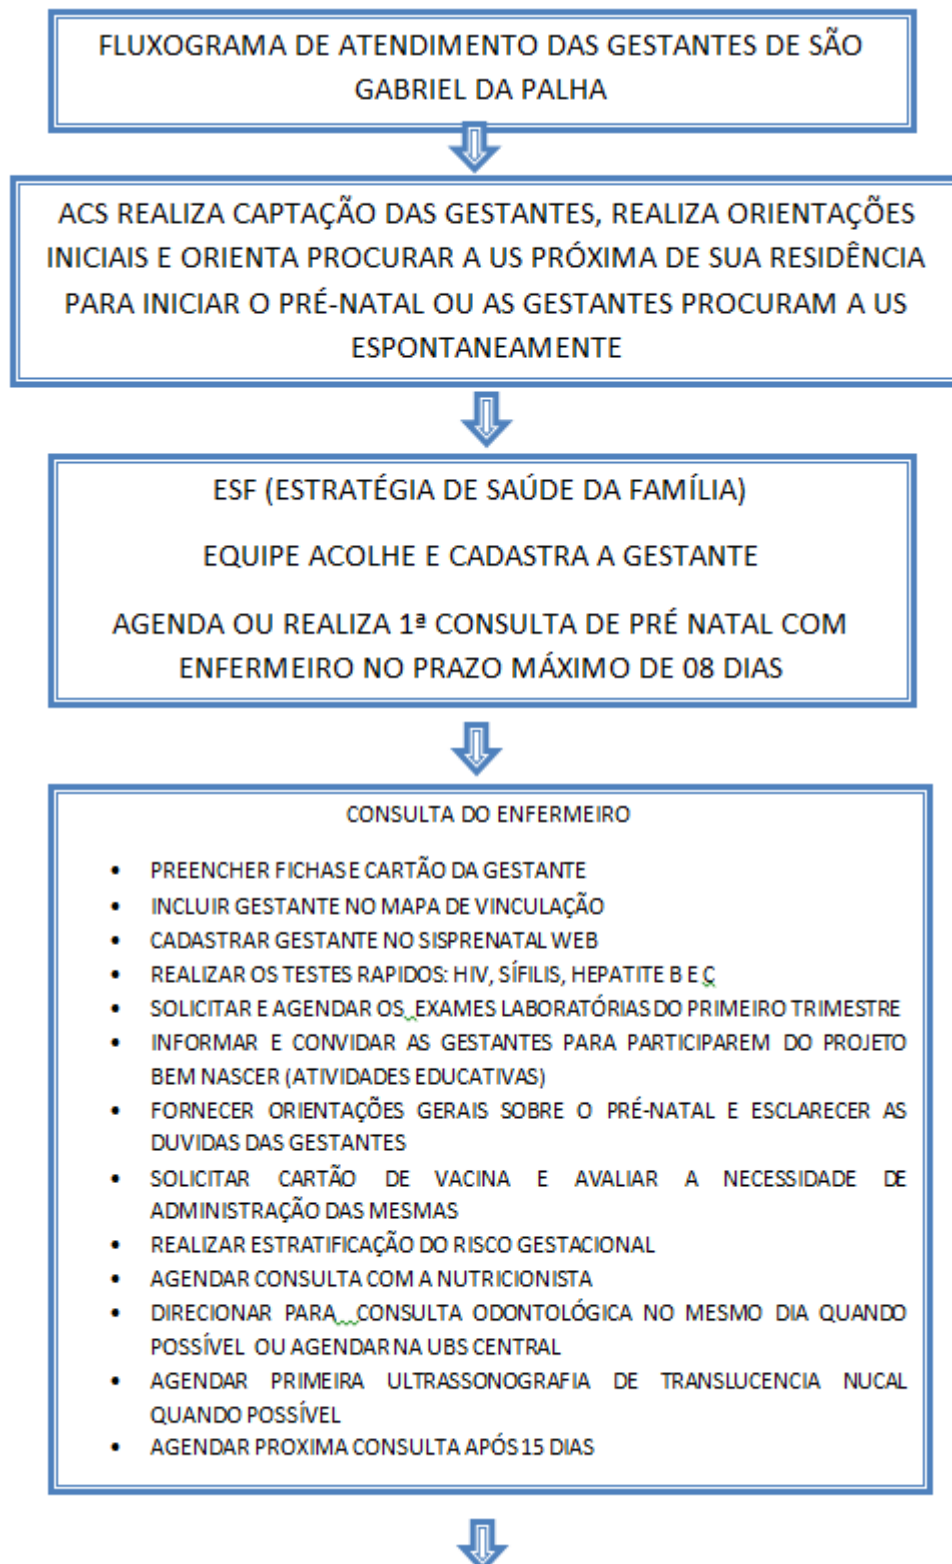 FLUXOGRAMA DE ATENDIMENTO DAS GESTANTES DE SÃO
GABRIEL DA PALHA
ACS REALIZA CAPTAÇÃO DAS GESTANTES, REALIZA ORIENTAÇÕES
INICIAIS E ORIENTA PROCURAR A US PRÓXIMA DE SUA RESIDÊNCIA
PARA INICIAR O PRÉ-NATAL OU AS GESTANTES PROCURAM A US
ESPONTANEAMENTE
ESF (ESTRATÉGIA DE SAÚDE DA FAMÍLIA)
EQUIPE ACOLHE E CADASTRA A GESTANTE
AGENDA OU REALIZA 1ª CONSULTA DE PRÉ NATAL COM
ENFERMEIRO NO PRAZO MÁXIMO DE 08 DIAS
CONSULTA DO ENFERMEIRO
• PREENCHER FICHAS E CARTÃO DA GESTANTE
• INCLUIR GESTANTE NO MAPA DE VINCULAÇÃO
• CADASTRAR GESTANTE NO SISPRENATAL WEB
• REALIZAR OS TESTES RAPIDOS: HIV, SÍFILIS, HEPATITE B E C
• SOLICITAR E AGENDAR OS EXAMES LABORATÓRIAS DO PRIMEIRO TRIMESTRE
• INFORMAR E CONVIDAR AS GESTANTES PARA PARTICIPAREM DO PROJETO
BEM NASCER (ATIVIDADES EDUCATIVAS)
• FORNECER ORIENTAÇÕES GERAIS SOBRE O PRÉ-NATAL E ESCLARECER AS
DUVIDAS DAS GESTANTES
• SOLICITAR CARTÃO DE VACINA E AVALIAR A NECESSIDADE DE
ADMINISTRAÇÃO DAS MESMAS
• REALIZAR ESTRATIFICAÇÃO DO RISCO GESTACIONAL
• AGENDAR CONSULTA COM A NUTRICIONISTA
• DIRECIONAR PARA CONSULTA ODONTOLÓGICA NO MESMO DIA QUANDO
POSSÍVEL OU AGENDAR NA UBS CENTRAL
• AGENDAR PRIMEIRA ULTRASSONOGRAFIA DE TRANSLUCENCIA NUCAL
QUANDO POSSÍVEL
• AGENDAR PROXIMA CONSULTA APÓS 15 DIAS